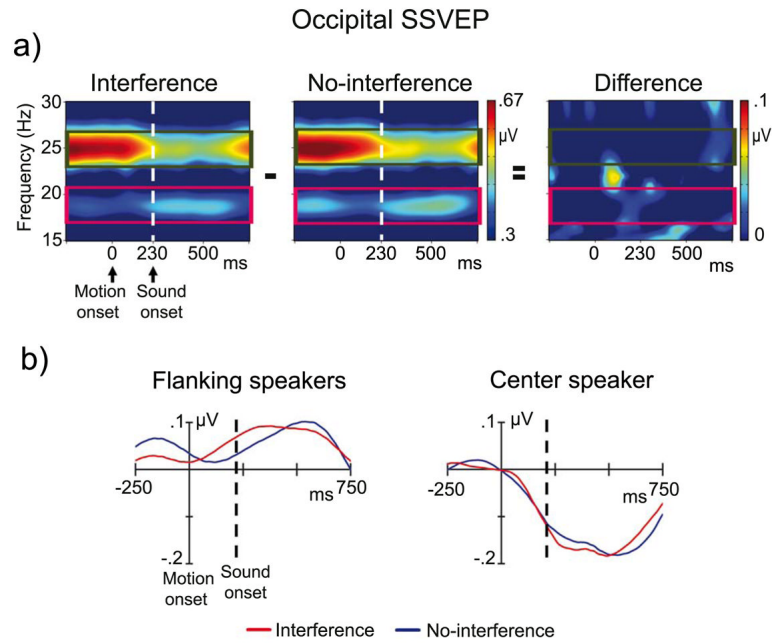 Occipital SSVEP
a)
Interference
No-interference
Difference
Frequency (Hz)
30
25
20
15
0 230 500 ms
Motion onset
Sound onset
-
.67
µV
.3
0 230 500 ms
=
.1
µV
0
0 230 500 ms
b)
Flanking speakers
Center speaker
.1 µV
-250
ms 750
-.2
Motion onset
Sound onset
.1 µV
-250
ms 750
-.2
Interference
No-interference